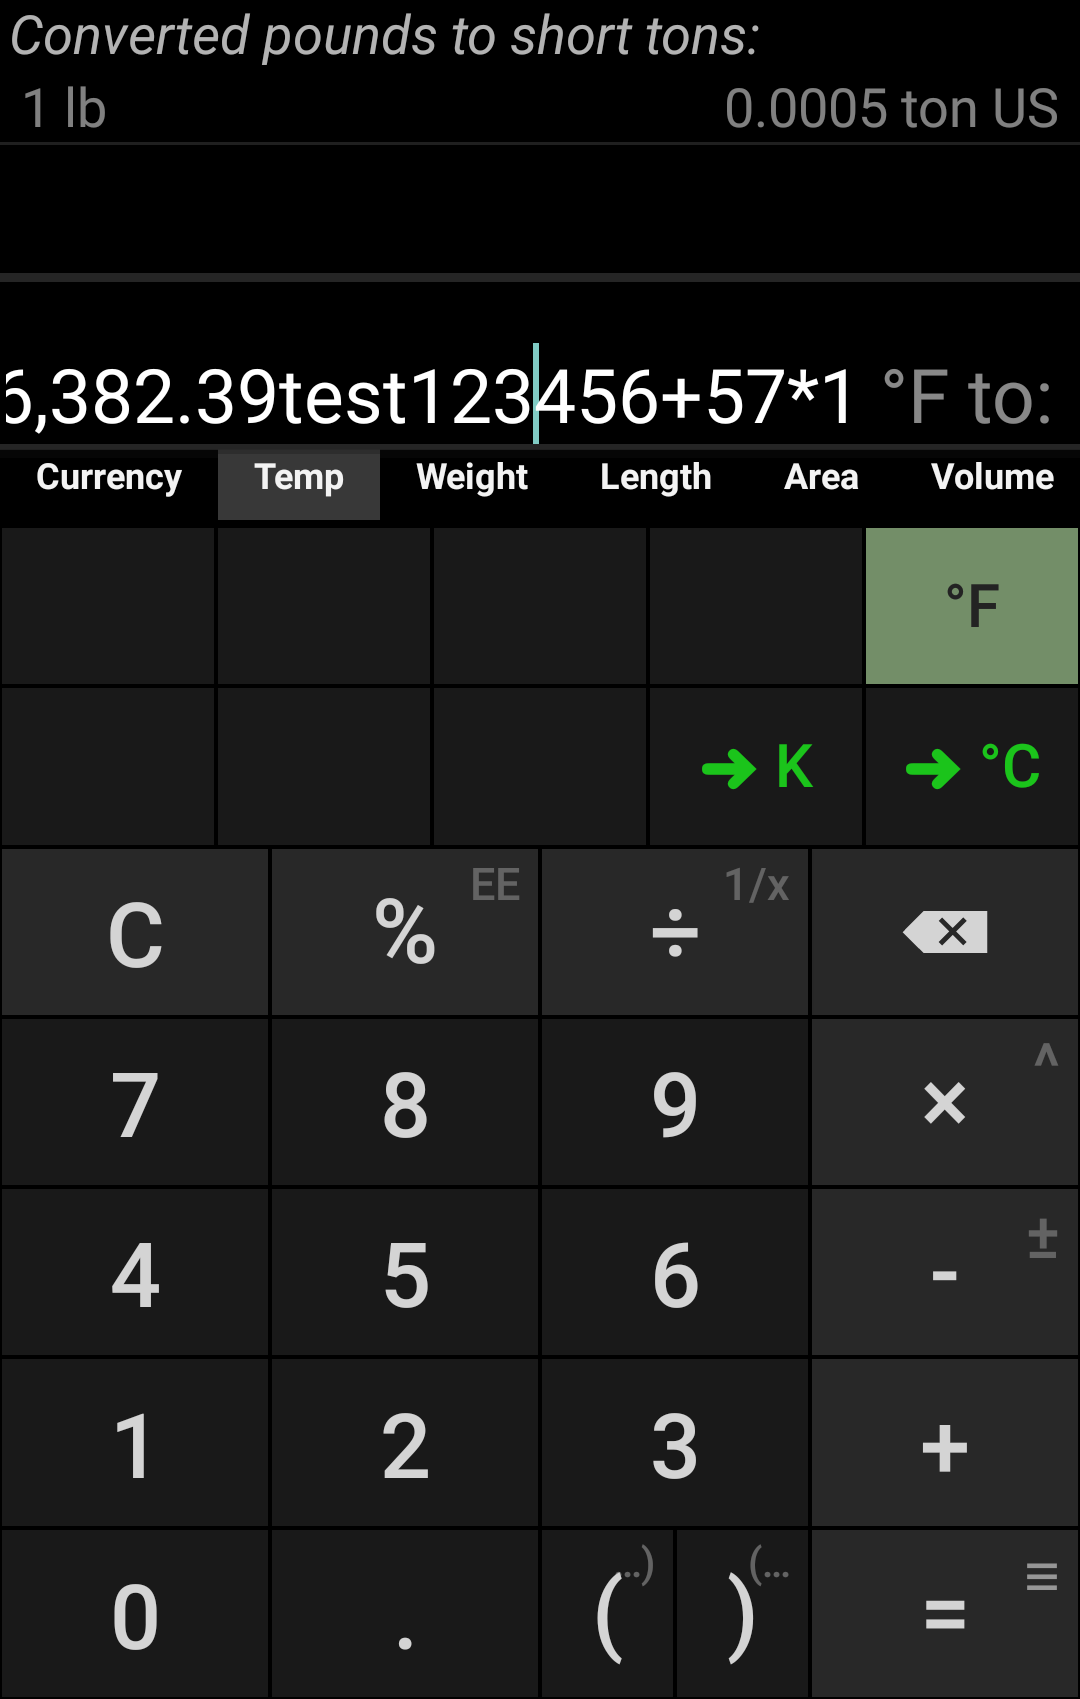 Converted pounds to short tons:
1 lb 0.0005 ton US
6,382.39test123456+57*1 °F to:
Currency Temp Weight Length Area Volume
°F
➔ K ➔ °C
C % EE ÷ 1/x
7 8 9 × ^
4 5 6 - ±
1 2 3 +
0 . ( ..) ) (... = ≡